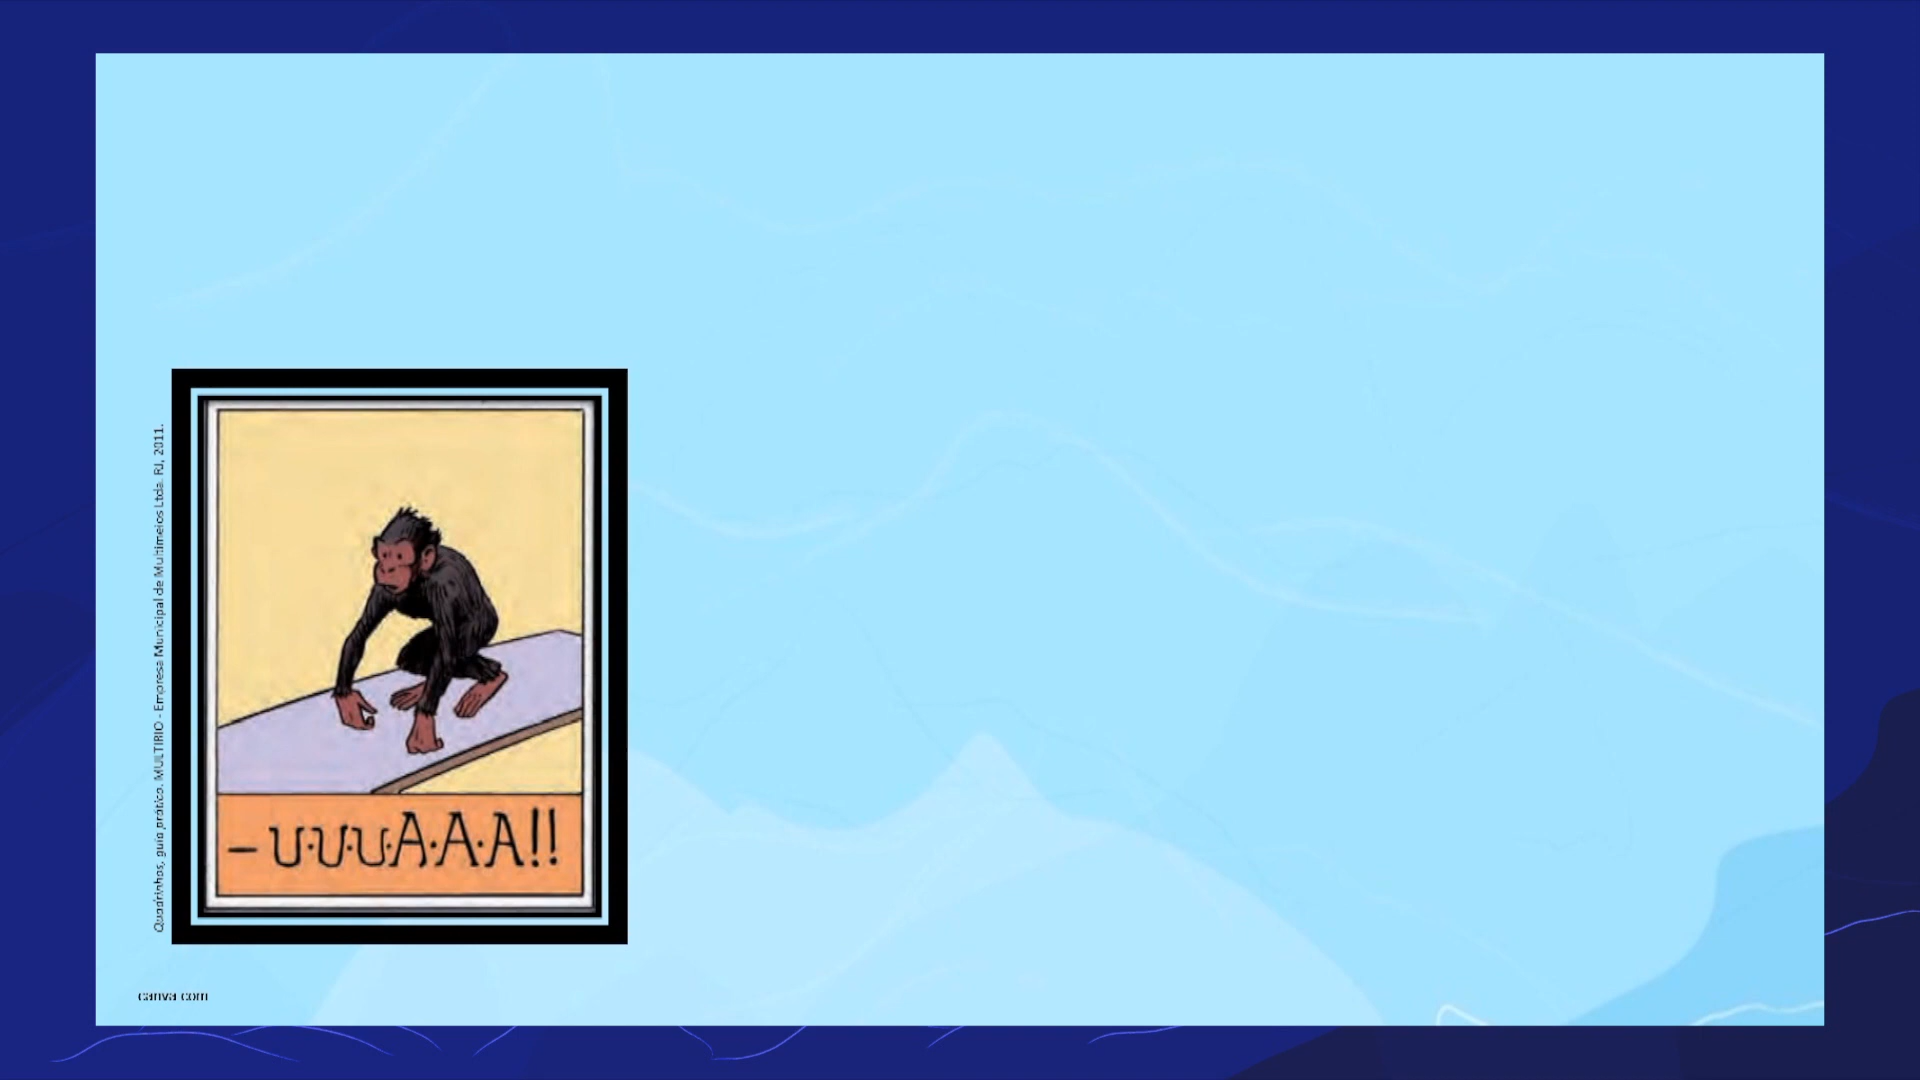 Quadrinhos, guia prático. MULTIRIO - Empresa Municipal de Multimeios Ltda. RJ, 2011.
– U·U·U·A·A·A!!
canva.com